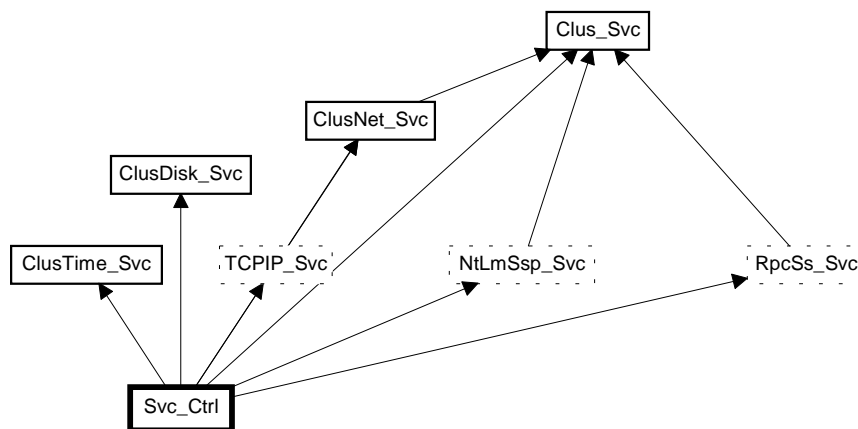 Clus_Svc
ClusNet_Svc
ClusDisk_Svc
ClusTime_Svc
TCPIP_Svc
NtLmSsp_Svc
RpcSs_Svc
Svc_Ctrl